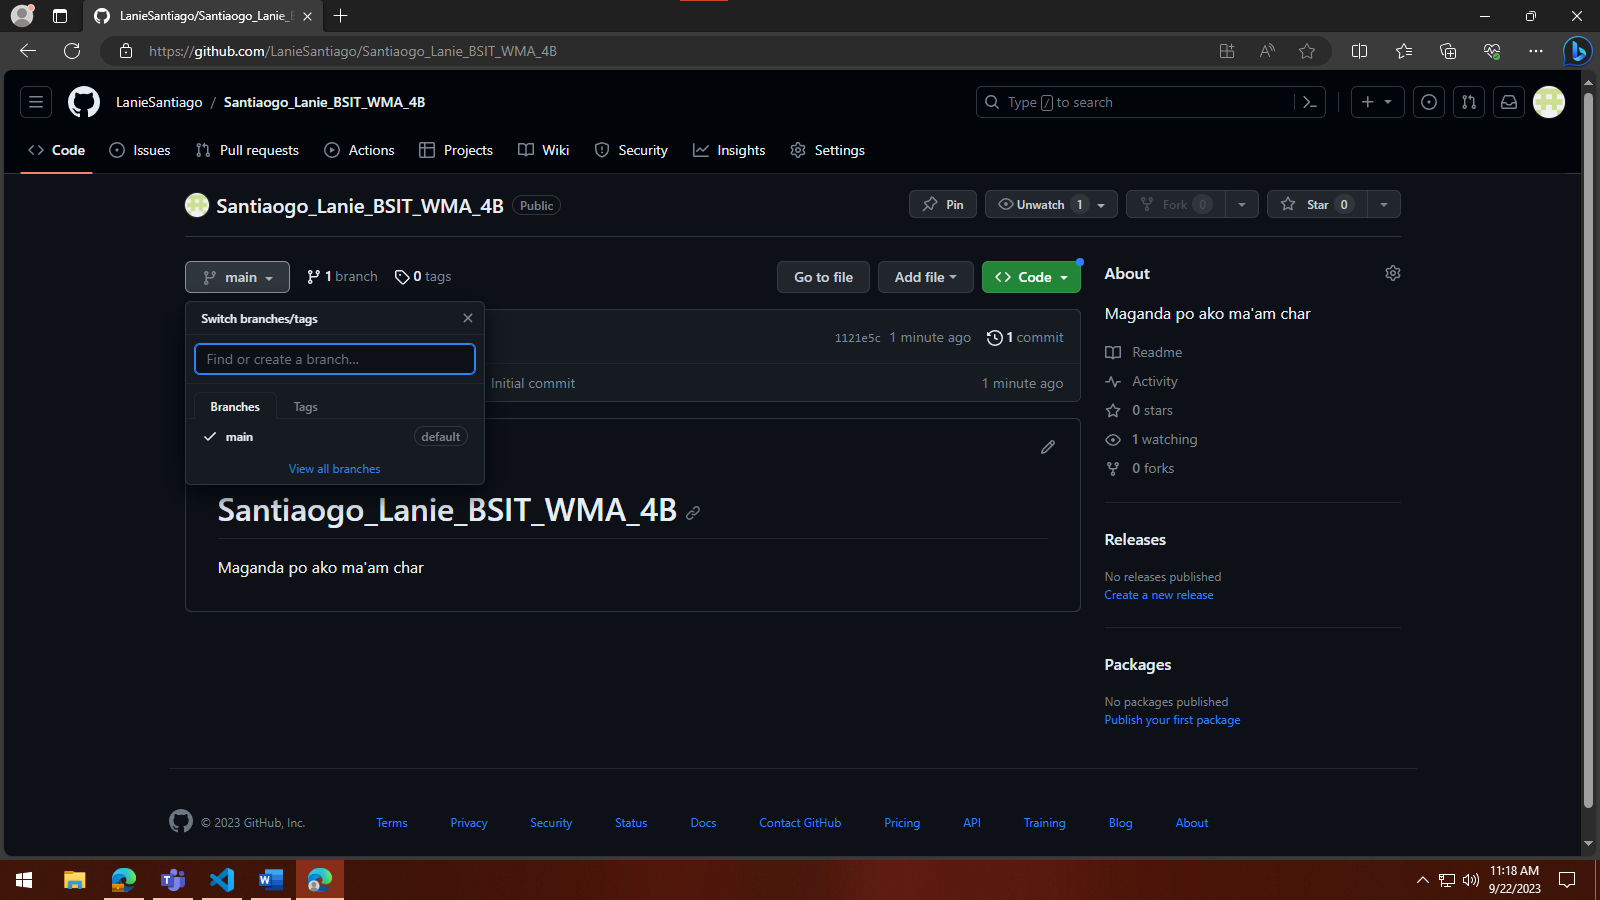 LanieSantiago/Santiaogo_Lanie_E
https://github.com/LanieSantiago/Santiaogo_Lanie_BSIT_WMA_4B
LanieSantiago / Santiaogo_Lanie_BSIT_WMA_4B
Type / to search
Code Issues Pull requests Actions Projects Wiki Security Insights Settings
Santiaogo_Lanie_BSIT_WMA_4B Public
Pin Unwatch 1 Fork 0 Star 0
main 1 branch 0 tags Go to file Add file Code
Switch branches/tags
Find or create a branch...
Branches Tags
main default
View all branches
1121e5c 1 minute ago 1 commit
Initial commit 1 minute ago
Santiaogo_Lanie_BSIT_WMA_4B
Maganda po ako ma'am char
About
Maganda po ako ma'am char
Readme
Activity
0 stars
1 watching
0 forks
Releases
No releases published
Create a new release
Packages
No packages published
Publish your first package
© 2023 GitHub, Inc. Terms Privacy Security Status Docs Contact GitHub Pricing API Training Blog About
11:18 AM
9/22/2023